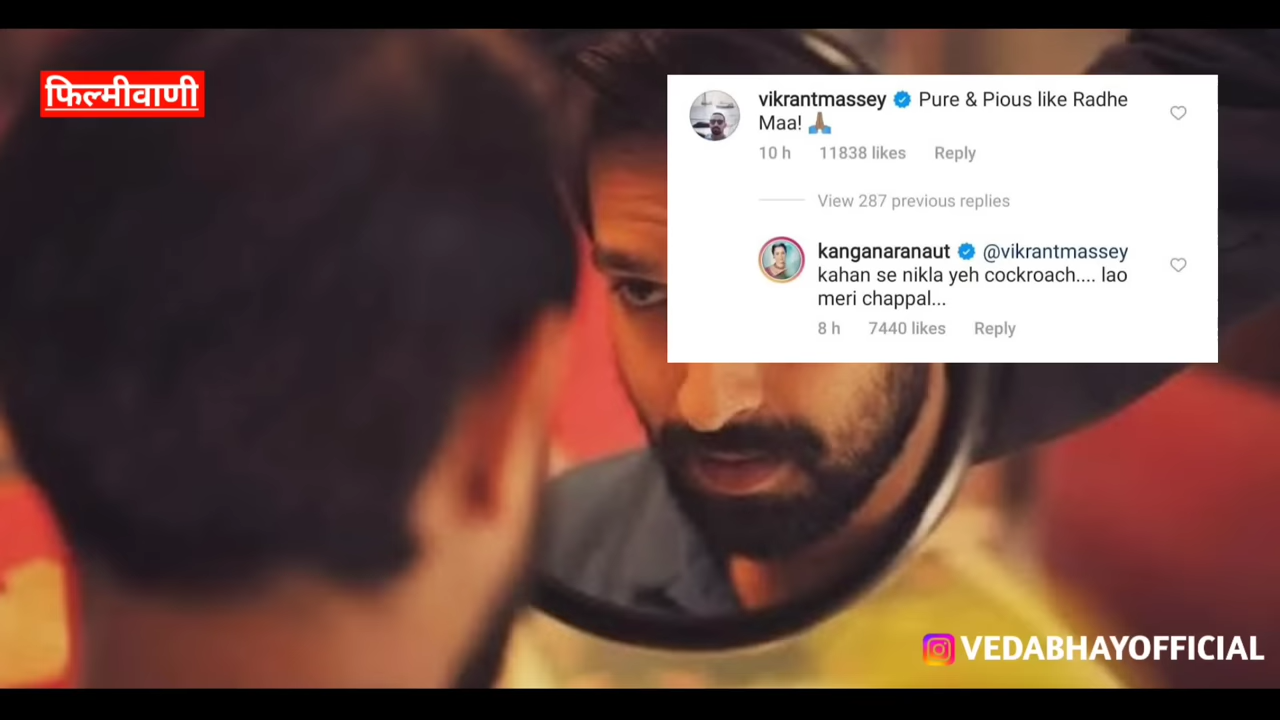 फिल्मीवाणी
vikrantmassey Pure & Pious like Radhe
Maa! 🙏🏽
10 h 11838 likes Reply
View 287 previous replies
kanganaranaut @vikrantmassey
kahan se nikla yeh cockroach.... lao
meri chappal...
8 h 7440 likes Reply
VEDABHAYOFFICIAL